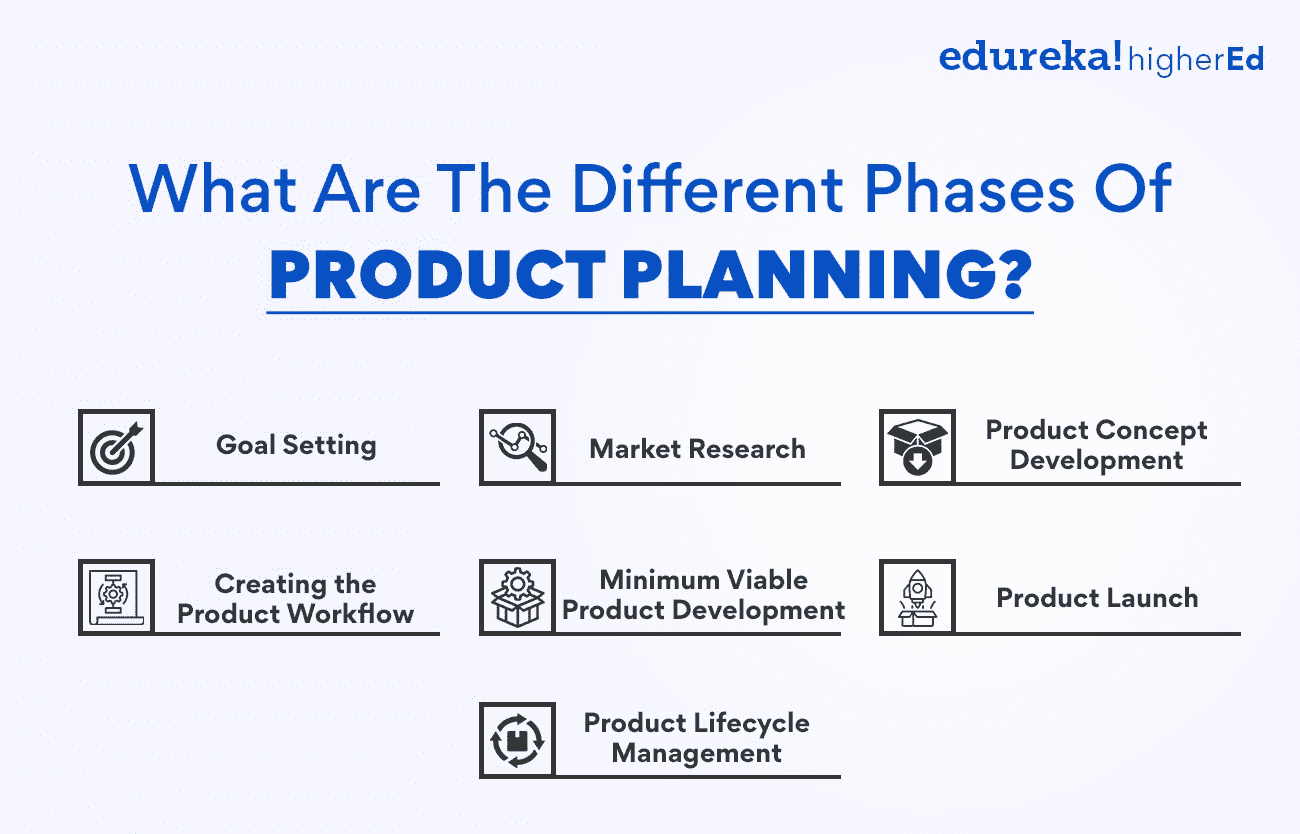 edureka! higherEd
What Are The Different Phases Of
PRODUCT PLANNING?
Goal Setting
Market Research
Product Concept
Development
Creating the
Product Workflow
Minimum Viable
Product Development
Product Launch
Product Lifecycle
Management